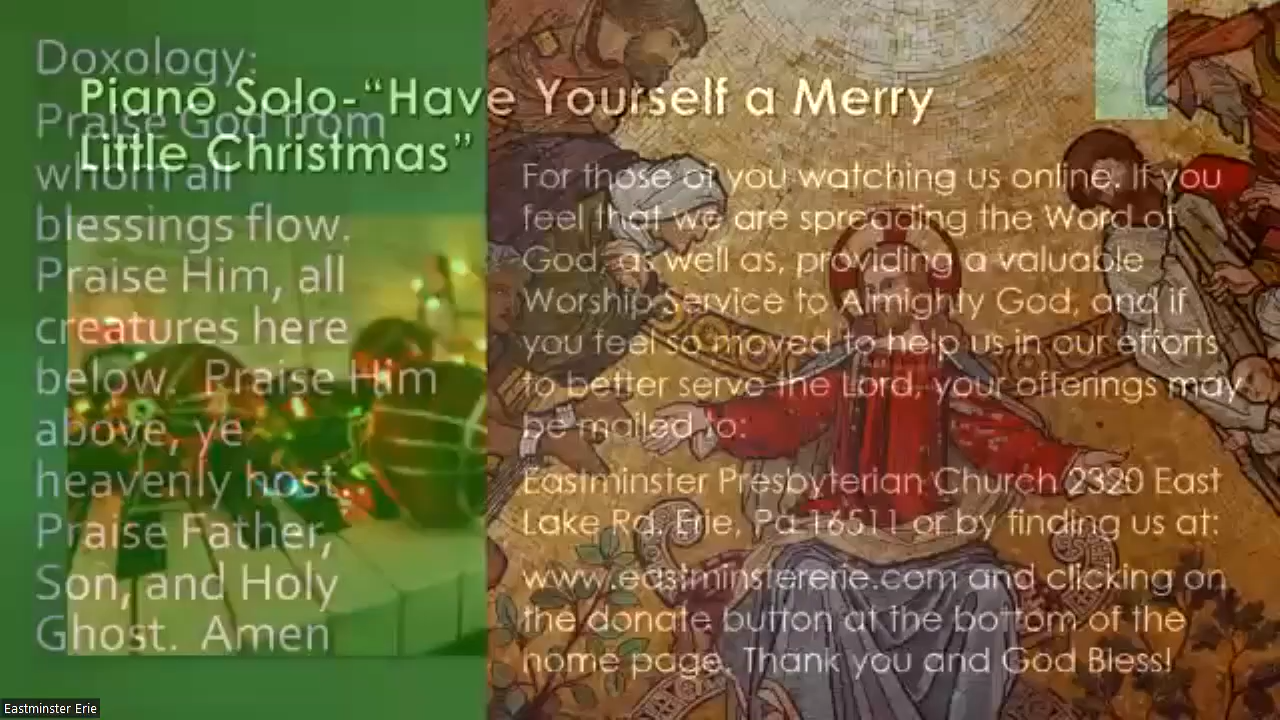 Doxology:
Praise God from
whom all
blessings flow.
Praise Him, all
creatures here
below.  Praise Him
above, ye
heavenly host.
Praise Father,
Son, and Holy
Ghost.  Amen
Piano Solo-“Have Yourself a Merry
Little Christmas”
For those of you watching us online. If you
feel that we are spreading the Word of
God, as well as, providing a valuable
Worship Service to Almighty God, and if
you feel so moved to help us in our efforts
to better serve the Lord, your offerings may
be mailed to:
Eastminster Presbyterian Church 2320 East
Lake Rd. Erie, Pa 16511 or by finding us at:
www.eastminstererie.com and clicking on
the donate button at the bottom of the
home page. Thank you and God Bless!
Eastminster Erie